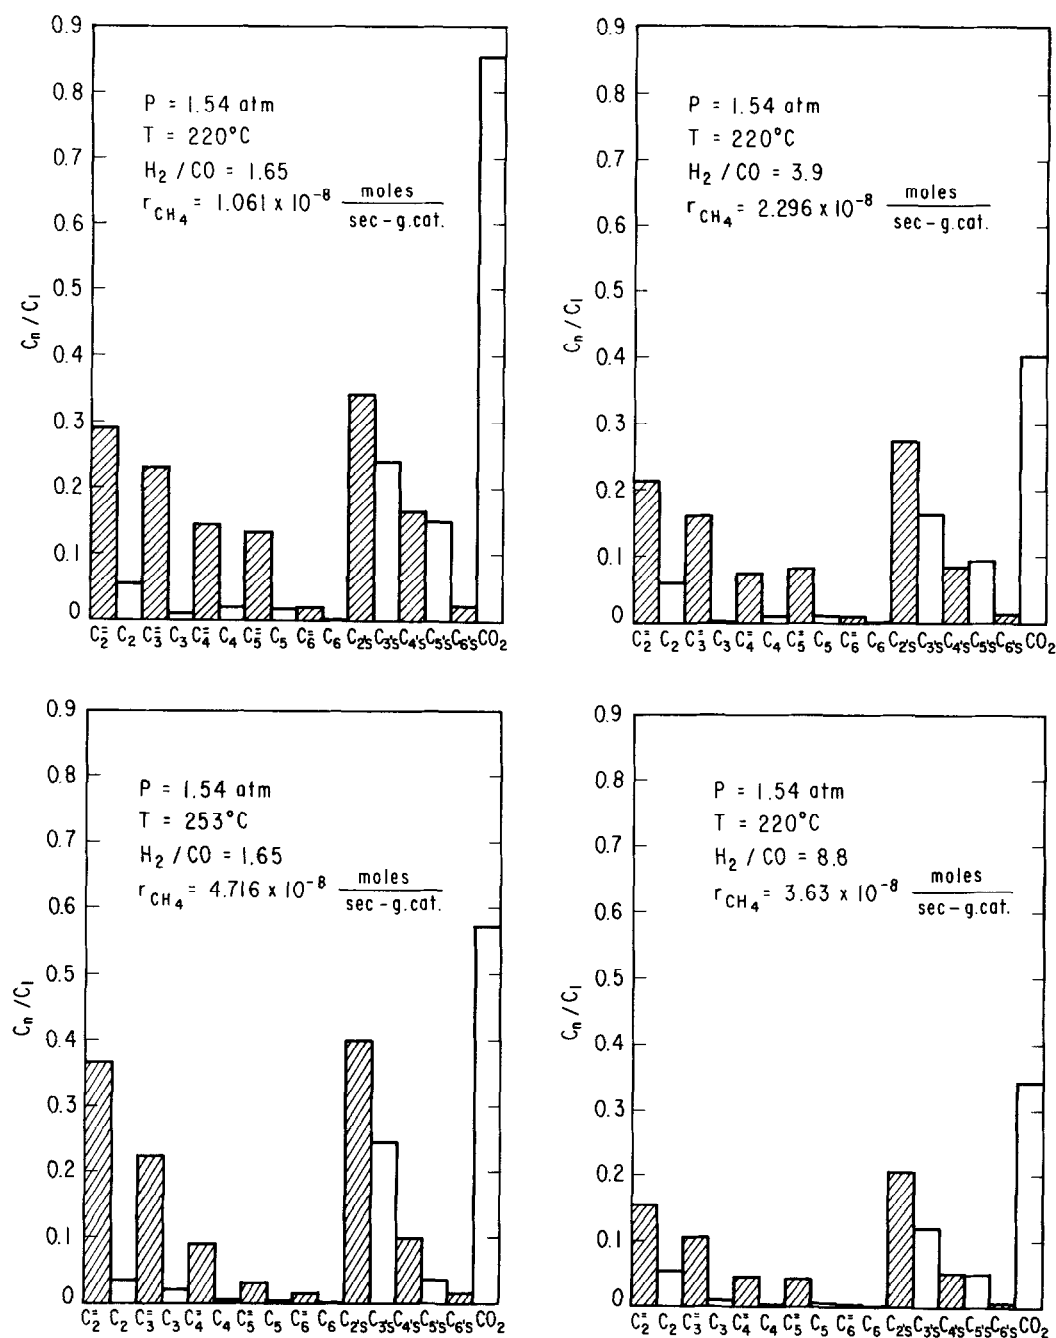 0.9
0.8
0.7
0.6
0.5
0.4
0.3
0.2
0.1
0
Cₙ / C₁
P = 1.54 atm
T = 220°C
H₂ / CO = 1.65
r CH₄ = 1.061 x 10⁻⁸ moles / sec-g.cat.
C₂⁼ C₂ C₃⁼ C₃ C₄⁼ C₄ C₅⁼ C₅ C₆⁼ C₆ C₂'s C₃'s C₄'s C₅'s C₆'s CO₂
0.9
0.8
0.7
0.6
0.5
0.4
0.3
0.2
0.1
0
Cₙ / C₁
P = 1.54 atm
T = 220°C
H₂ / CO = 3.9
r CH₄ = 2.296 x 10⁻⁸ moles / sec-g.cat.
C₂⁼ C₂ C₃⁼ C₃ C₄⁼ C₄ C₅⁼ C₅ C₆⁼ C₆ C₂'s C₃'s C₄'s C₅'s C₆'s CO₂
0.9
0.8
0.7
0.6
0.5
0.4
0.3
0.2
0.1
0
Cₙ / C₁
P = 1.54 atm
T = 253°C
H₂ / CO = 1.65
r CH₄ = 4.716 x 10⁻⁸ moles / sec-g.cat.
C₂⁼ C₂ C₃⁼ C₃ C₄⁼ C₄ C₅⁼ C₅ C₆⁼ C₆ C₂'s C₃'s C₄'s C₅'s C₆'s CO₂
0.9
0.8
0.7
0.6
0.5
0.4
0.3
0.2
0.1
0
Cₙ / C₁
P = 1.54 atm
T = 220°C
H₂ / CO = 8.8
r CH₄ = 3.63 x 10⁻⁸ moles / sec-g.cat.
C₂⁼ C₂ C₃⁼ C₃ C₄⁼ C₄ C₅⁼ C₅ C₆⁼ C₆ C₂'s C₃'s C₄'s C₅'s C₆'s CO₂